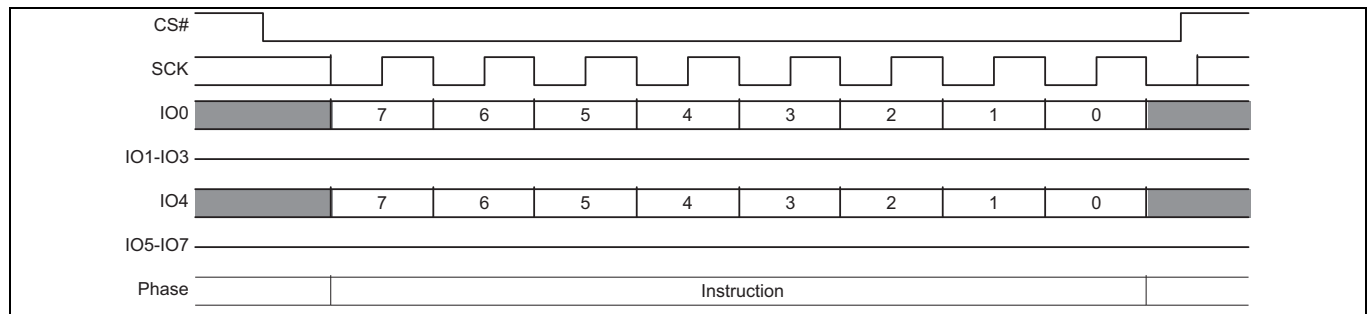 CS#
SCK
IO0 7 6 5 4 3 2 1 0
IO1-IO3
IO4 7 6 5 4 3 2 1 0
IO5-IO7
Phase Instruction